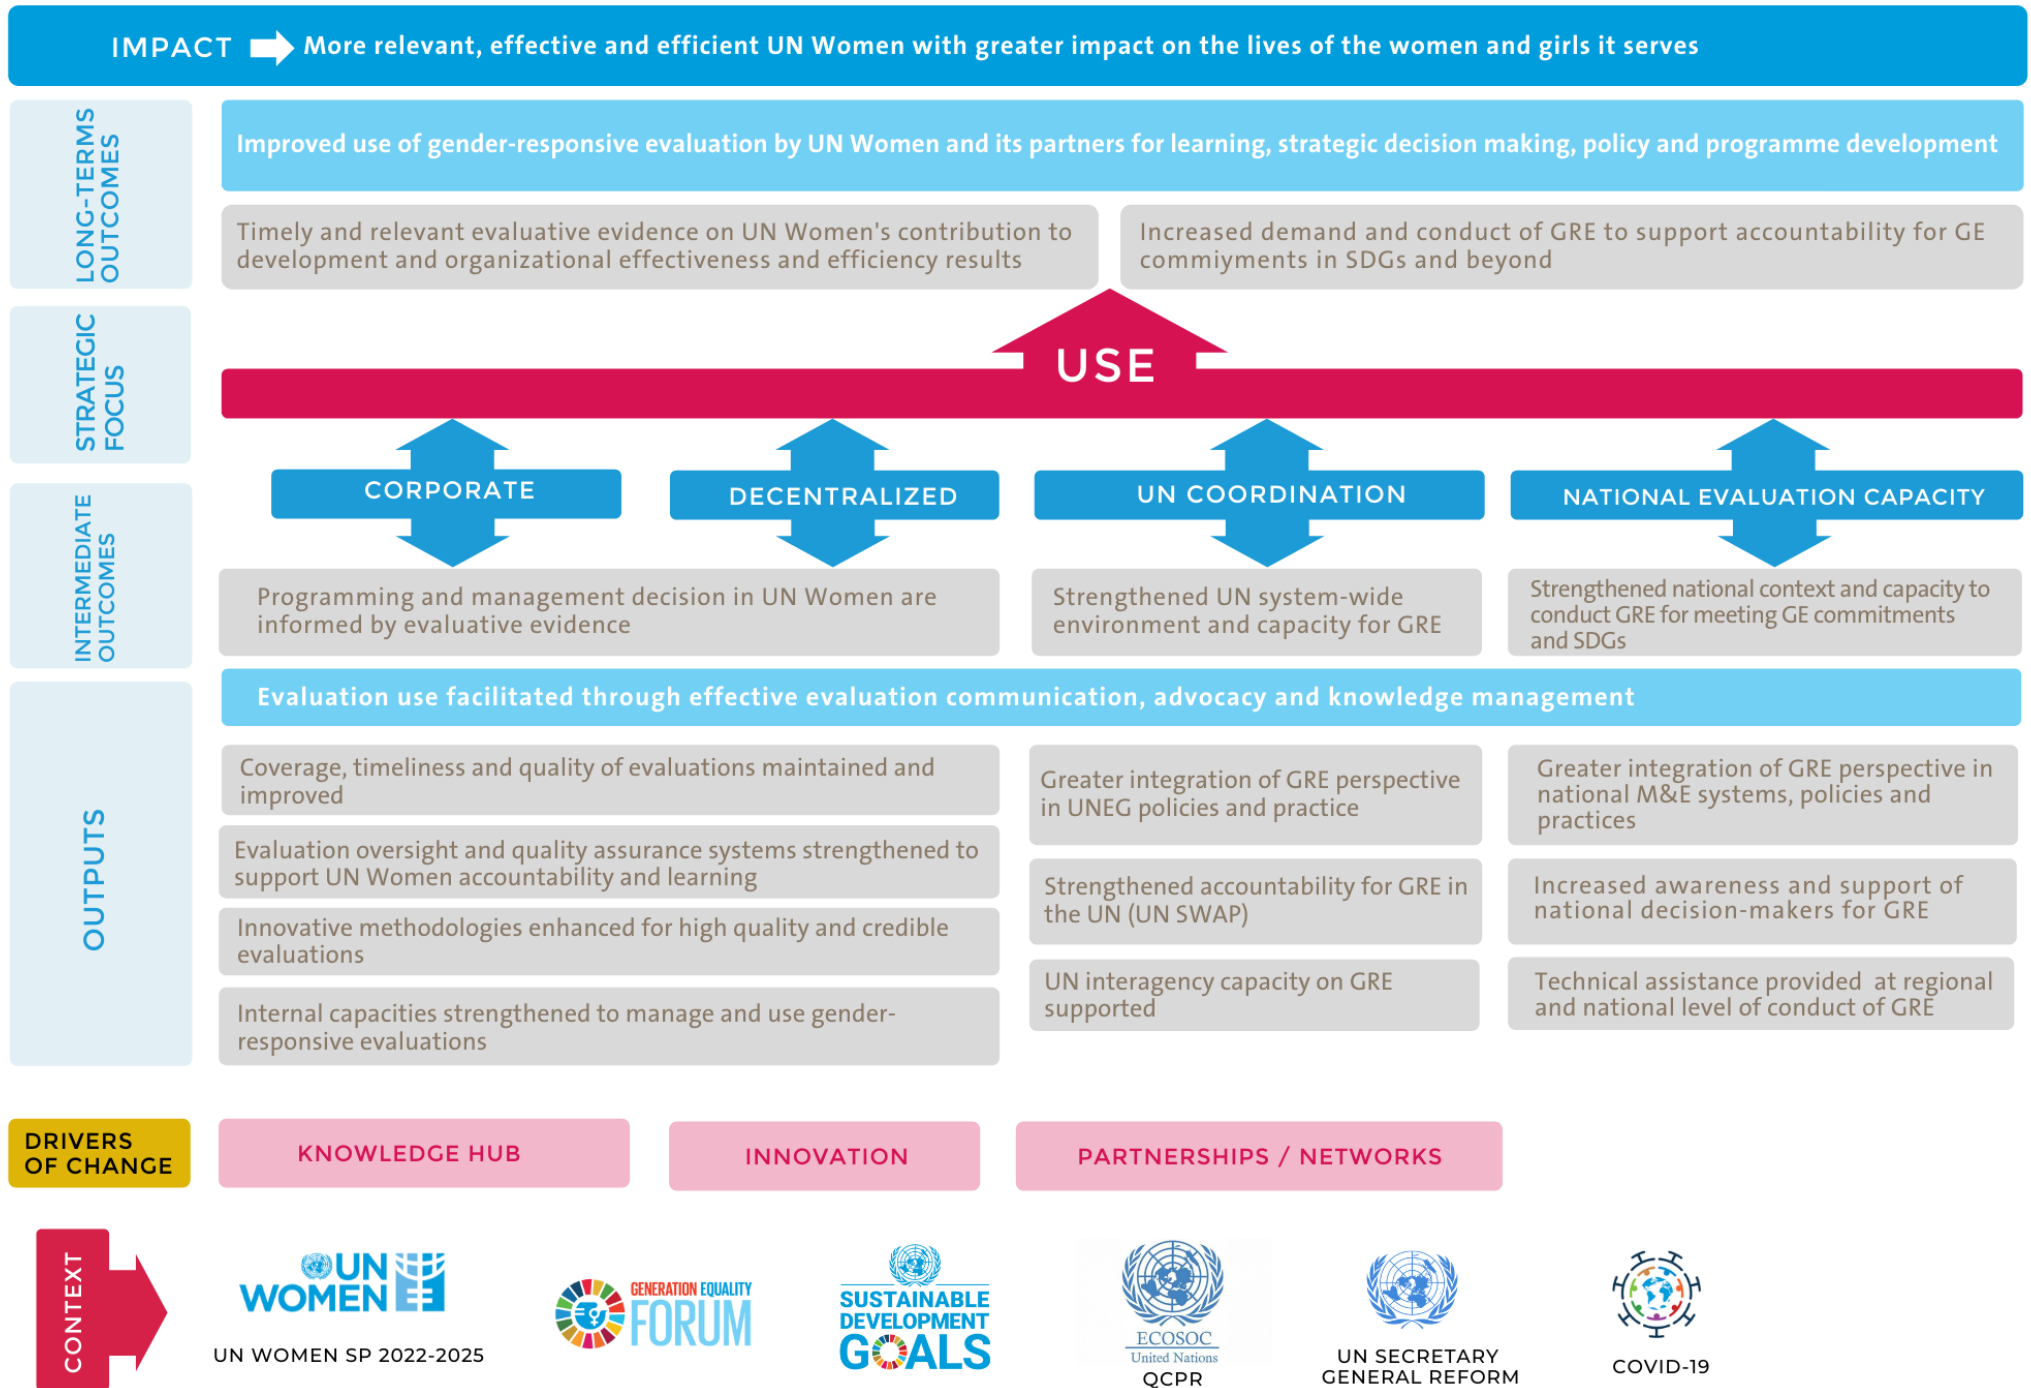 IMPACT
More relevant, effective and efficient UN Women with greater impact on the lives of the women and girls it serves
LONG-TERMS
OUTCOMES
Improved use of gender-responsive evaluation by UN Women and its partners for learning, strategic decision making, policy and programme development
Timely and relevant evaluative evidence on UN Women's contribution to
development and organizational effectiveness and efficiency results
Increased demand and conduct of GRE to support accountability for GE
commiyments in SDGs and beyond
STRATEGIC
FOCUS
USE
INTERMEDIATE
OUTCOMES
CORPORATE
DECENTRALIZED
UN COORDINATION
NATIONAL EVALUATION CAPACITY
Programming and management decision in UN Women are
informed by evaluative evidence
Strengthened UN system-wide
environment and capacity for GRE
Strengthened national context and capacity to
conduct GRE for meeting GE commitments
and SDGs
OUTPUTS
Evaluation use facilitated through effective evaluation communication, advocacy and knowledge management
Coverage, timeliness and quality of evaluations maintained and
improved
Evaluation oversight and quality assurance systems strengthened to
support UN Women accountability and learning
Innovative methodologies enhanced for high quality and credible
evaluations
Internal capacities strengthened to manage and use gender-
responsive evaluations
Greater integration of GRE perspective
in UNEG policies and practice
Strengthened accountability for GRE in
the UN (UN SWAP)
UN interagency capacity on GRE
supported
Greater integration of GRE perspective in
national M&E systems, policies and
practices
Increased awareness and support of
national decision-makers for GRE
Technical assistance provided at regional
and national level of conduct of GRE
DRIVERS
OF CHANGE
KNOWLEDGE HUB
INNOVATION
PARTNERSHIPS / NETWORKS
CONTEXT
UN
WOMEN
UN WOMEN SP 2022-2025
GENERATION EQUALITY
FORUM
SUSTAINABLE
DEVELOPMENT
GOALS
ECOSOC
United Nations
QCPR
UN SECRETARY
GENERAL REFORM
COVID-19